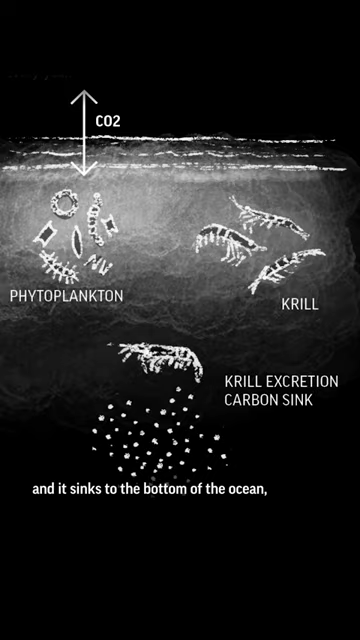 CO2
PHYTOPLANKTON
KRILL
KRILL EXCRETION
CARBON SINK
and it sinks to the bottom of the ocean,